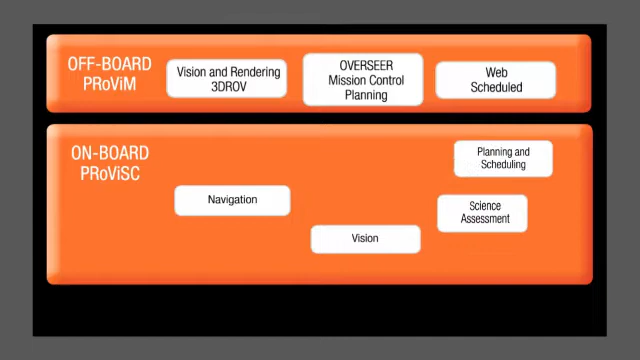 OFF-BOARD
PRoViM
Vision and Rendering
3DROV
OVERSEER
Mission Control
Planning
Web
Scheduled
ON-BOARD
PRoViSC
Planning and
Scheduling
Navigation
Science
Assessment
Vision